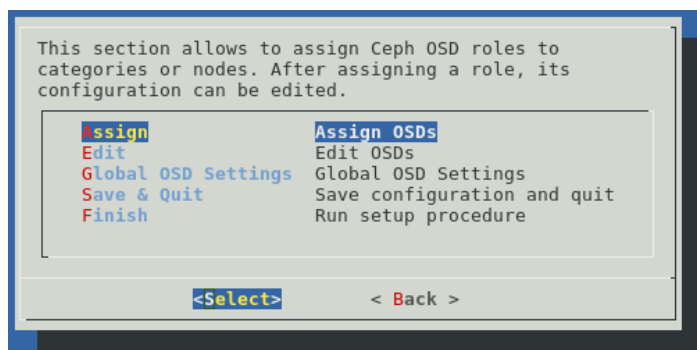 This section allows to assign Ceph OSD roles to
categories or nodes. After assigning a role, its
configuration can be edited.
Assign Assign OSDs
Edit Edit OSDs
Global OSD Settings Global OSD Settings
Save & Quit Save configuration and quit
Finish Run setup procedure
<Select> < Back >